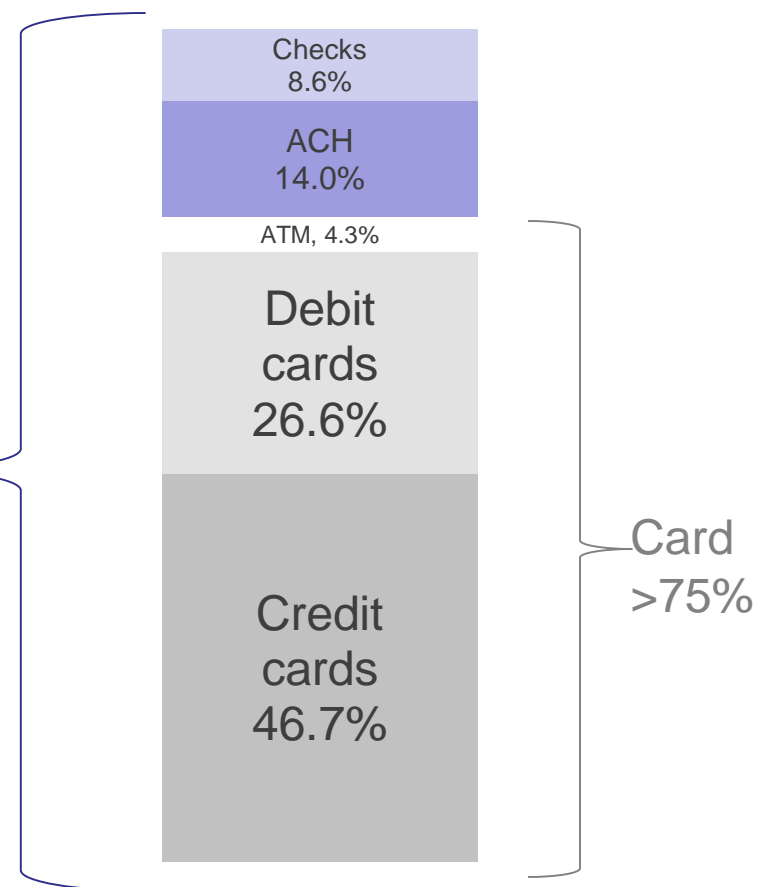 Checks
8.6%
ACH
14.0%
ATM, 4.3%
Debit
cards
26.6%
Credit
cards
46.7%
Card
>75%